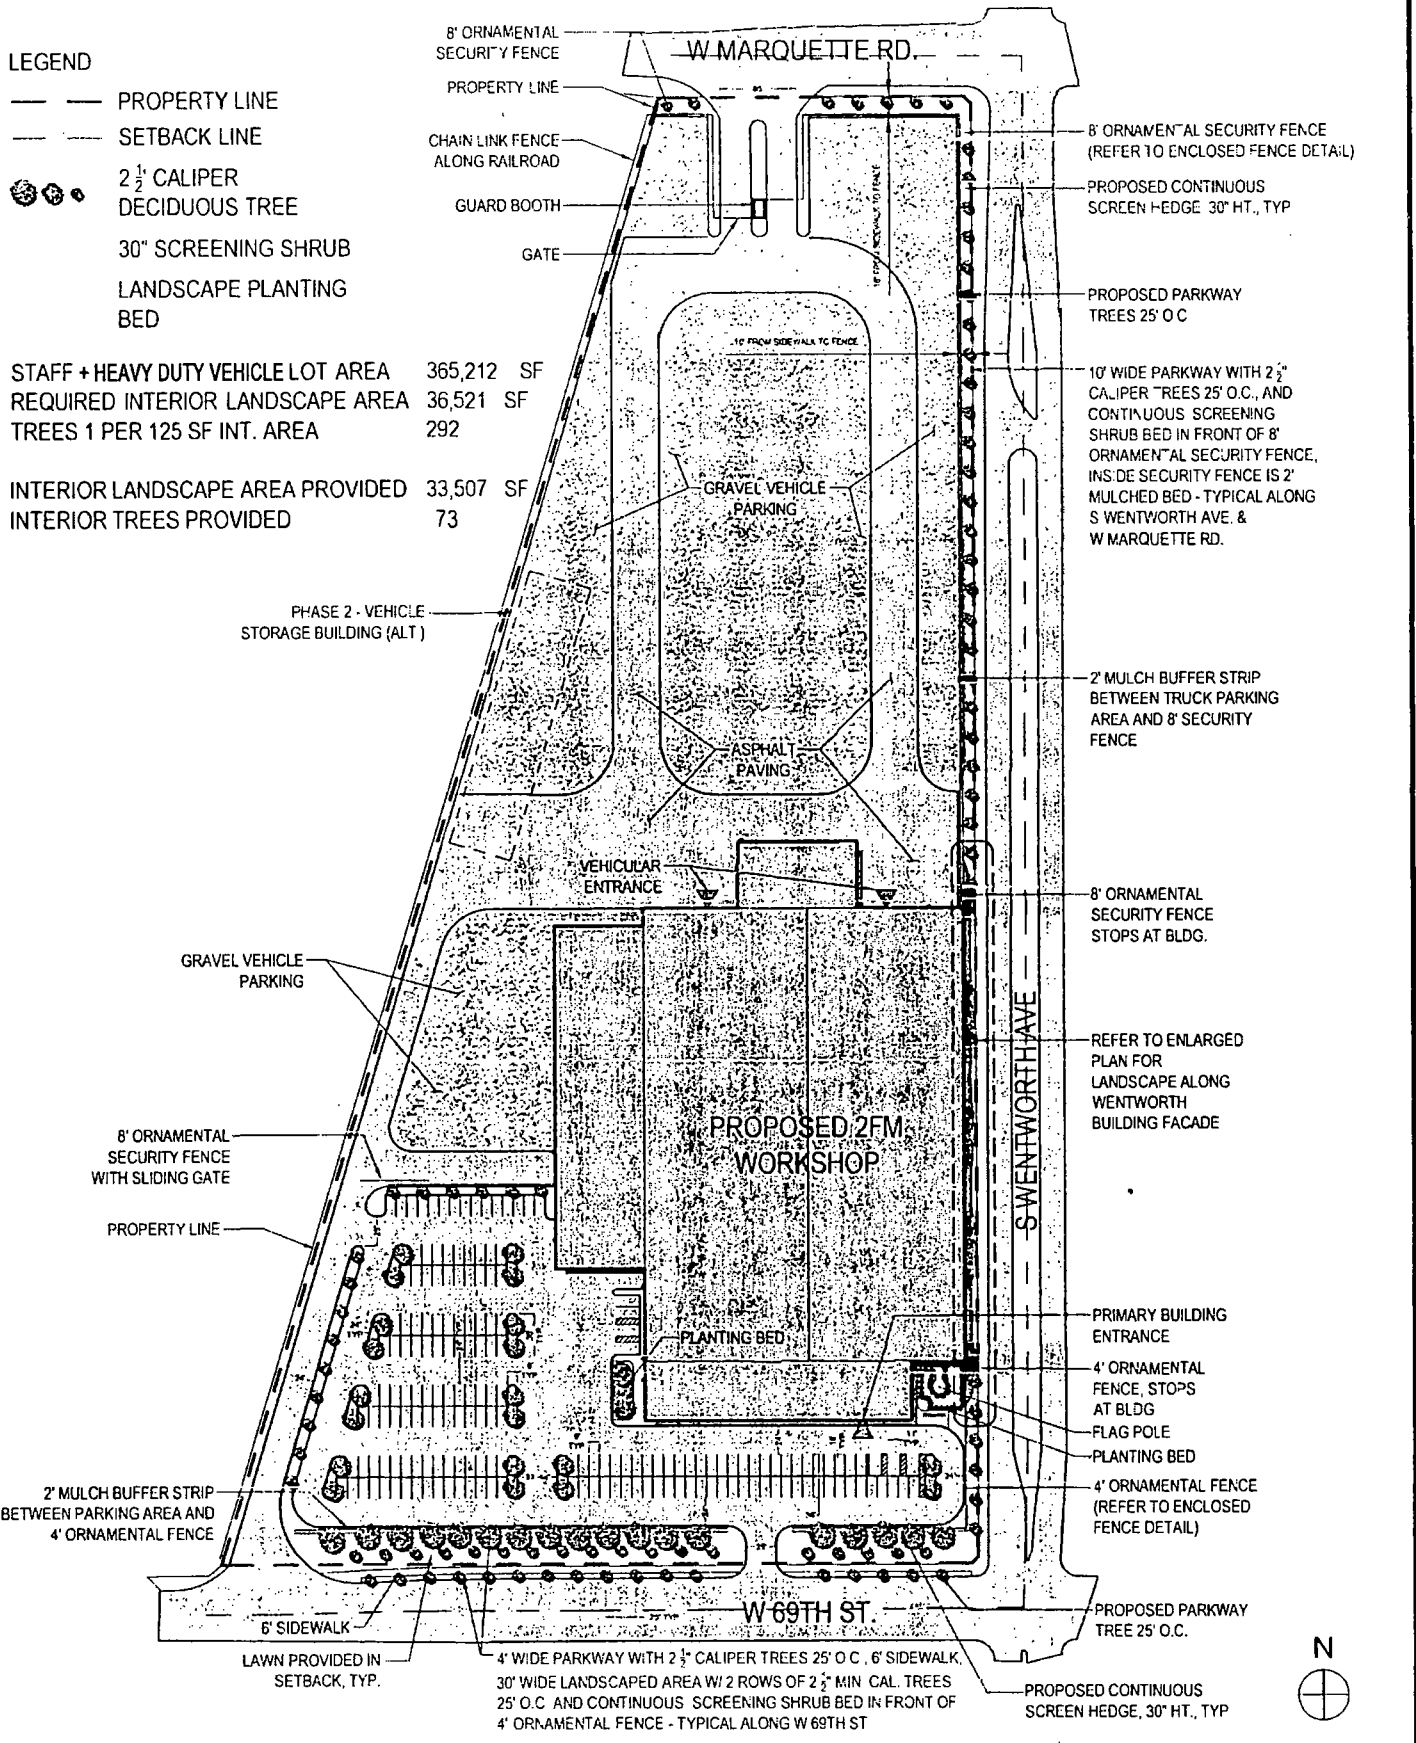 LEGEND
PROPERTY LINE
SETBACK LINE
2 ½' CALIPER
DECIDUOUS TREE
30" SCREENING SHRUB
LANDSCAPE PLANTING
BED
STAFF + HEAVY DUTY VEHICLE LOT AREA 365,212 SF
REQUIRED INTERIOR LANDSCAPE AREA 36,521 SF
TREES 1 PER 125 SF INT. AREA 292
INTERIOR LANDSCAPE AREA PROVIDED 33,507 SF
INTERIOR TREES PROVIDED 73
8' ORNAMENTAL
SECURITY FENCE
PROPERTY LINE
CHAIN LINK FENCE
ALONG RAILROAD
GUARD BOOTH
GATE
W MARQUETTE RD.
8' ORNAMENTAL SECURITY FENCE
(REFER TO ENCLOSED FENCE DETAIL)
PROPOSED CONTINUOUS
SCREEN HEDGE 30" HT., TYP
PROPOSED PARKWAY
TREES 25' O C
10' WIDE PARKWAY WITH 2 ½"
CALIPER TREES 25' O.C., AND
CONTINUOUS SCREENING
SHRUB BED IN FRONT OF 8'
ORNAMENTAL SECURITY FENCE,
INSIDE SECURITY FENCE IS 2'
MULCHED BED - TYPICAL ALONG
S WENTWORTH AVE. &
W MARQUETTE RD.
10' FROM SIDEWALK TO FENCE
GRAVEL VEHICLE
PARKING
PHASE 2 - VEHICLE
STORAGE BUILDING (ALT )
2' MULCH BUFFER STRIP
BETWEEN TRUCK PARKING
AREA AND 8' SECURITY
FENCE
ASPHALT
PAVING
VEHICULAR
ENTRANCE
8' ORNAMENTAL
SECURITY FENCE
STOPS AT BLDG.
GRAVEL VEHICLE
PARKING
S WENTWORTH AVE
REFER TO ENLARGED
PLAN FOR
LANDSCAPE ALONG
WENTWORTH
BUILDING FACADE
PROPOSED 2FM
WORKSHOP
8' ORNAMENTAL
SECURITY FENCE
WITH SLIDING GATE
PROPERTY LINE
PLANTING BED
PRIMARY BUILDING
ENTRANCE
4' ORNAMENTAL
FENCE, STOPS
AT BLDG
FLAG POLE
PLANTING BED
4' ORNAMENTAL FENCE
(REFER TO ENCLOSED
FENCE DETAIL)
2' MULCH BUFFER STRIP
BETWEEN PARKING AREA AND
4' ORNAMENTAL FENCE
W 69TH ST.
PROPOSED PARKWAY
TREE 25' O.C.
6' SIDEWALK
LAWN PROVIDED IN
SETBACK, TYP.
4' WIDE PARKWAY WITH 2 ½" CALIPER TREES 25' O C , 6' SIDEWALK,
30' WIDE LANDSCAPED AREA W/ 2 ROWS OF 2 ½" MIN CAL. TREES
25' O.C AND CONTINUOUS SCREENING SHRUB BED IN FRONT OF
4' ORNAMENTAL FENCE - TYPICAL ALONG W 69TH ST
PROPOSED CONTINUOUS
SCREEN HEDGE, 30" HT., TYP
N